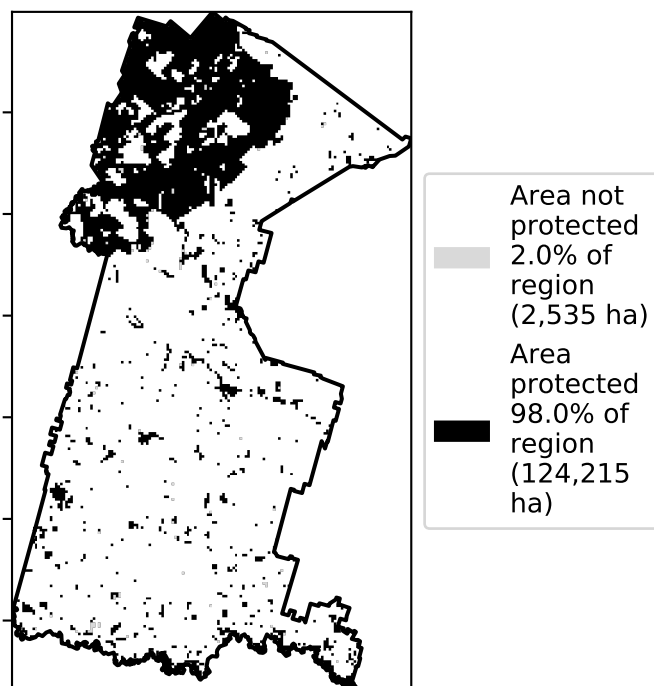 Area not
protected
2.0% of
region
(2,535 ha)
Area
protected
98.0% of
region
(124,215
ha)